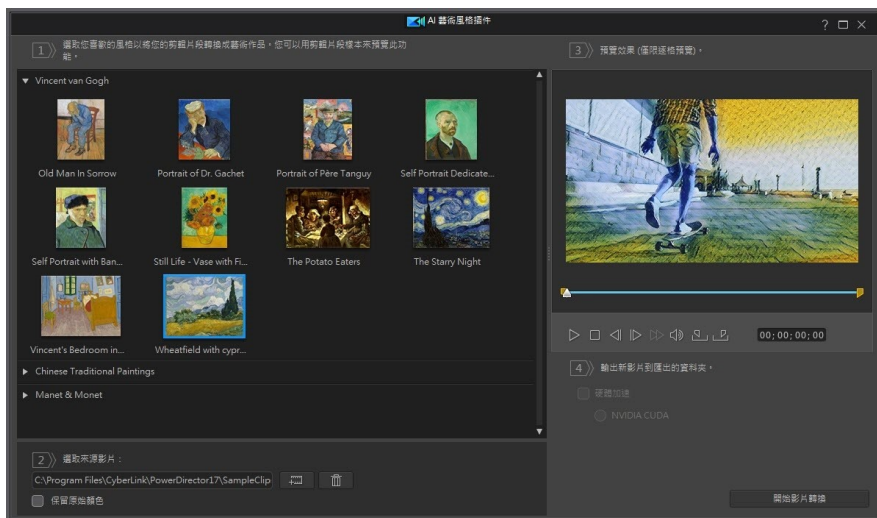 AI 藝術風格插件
1 選取您喜歡的風格以將您的剪輯片段轉換成藝術作品,您可以用剪輯片段樣本來預覽此功
能。
3 預覽效果 (僅限逐格預覽)。
Vincent van Gogh
Old Man In Sorrow
Portrait of Dr. Gachet
Portrait of Père Tanguy
Self Portrait Dedicate...
Self Portrait with Ban...
Still Life - Vase with Fi...
The Potato Eaters
The Starry Night
Vincent's Bedroom in...
Wheatfield with cypr...
Chinese Traditional Paintings
Manet & Monet
00; 00; 00; 00
4 輸出新影片到匯出的資料夾。
硬體加速
NVIDIA CUDA
2 選取來源影片:
C:\Program Files\CyberLink\PowerDirector17\SampleClip
保留原始顏色
開始影片轉換